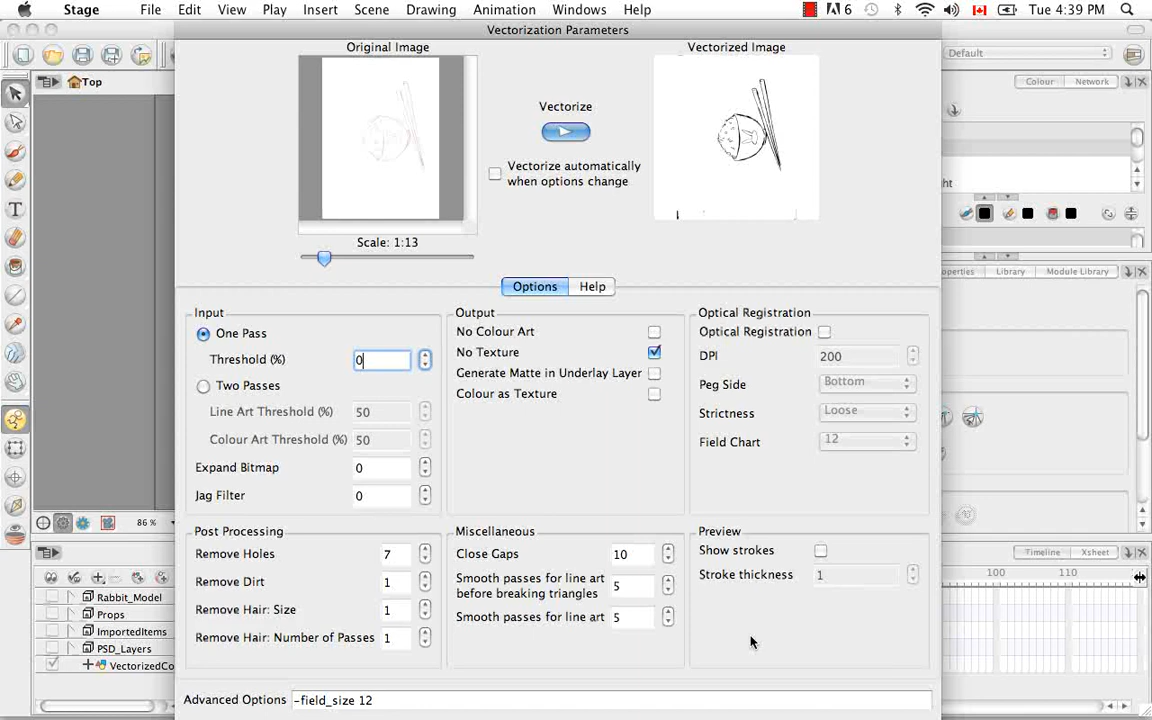 Stage File Edit View Play Insert Scene Drawing Animation Windows Help 6 Tue 4:39 PM
Vectorization Parameters
Original Image Vectorized Image
Default
Top
Colour Network
Vectorize
Vectorize automatically
when options change
ht
Scale: 1:13
Options Help
operties Library Module Library
Input Output Optical Registration
One Pass No Colour Art Optical Registration
Threshold (%) 0 No Texture DPI 200
Two Passes Generate Matte in Underlay Layer Peg Side Bottom
Line Art Threshold (%) 50 Colour as Texture Strictness Loose
Colour Art Threshold (%) 50 Field Chart 12
Expand Bitmap 0
Jag Filter 0
86 %
Post Processing Miscellaneous Preview
Remove Holes 7 Close Gaps 10 Show strokes
Timeline Xsheet
Remove Dirt 1 Smooth passes for line art
before breaking triangles 5 Stroke thickness 1
100 110
Rabbit_Model
Remove Hair: Size 1 Smooth passes for line art 5
Props
ImportedItems
Remove Hair: Number of Passes 1
PSD_Layers
VectorizedCo
Advanced Options -field_size 12